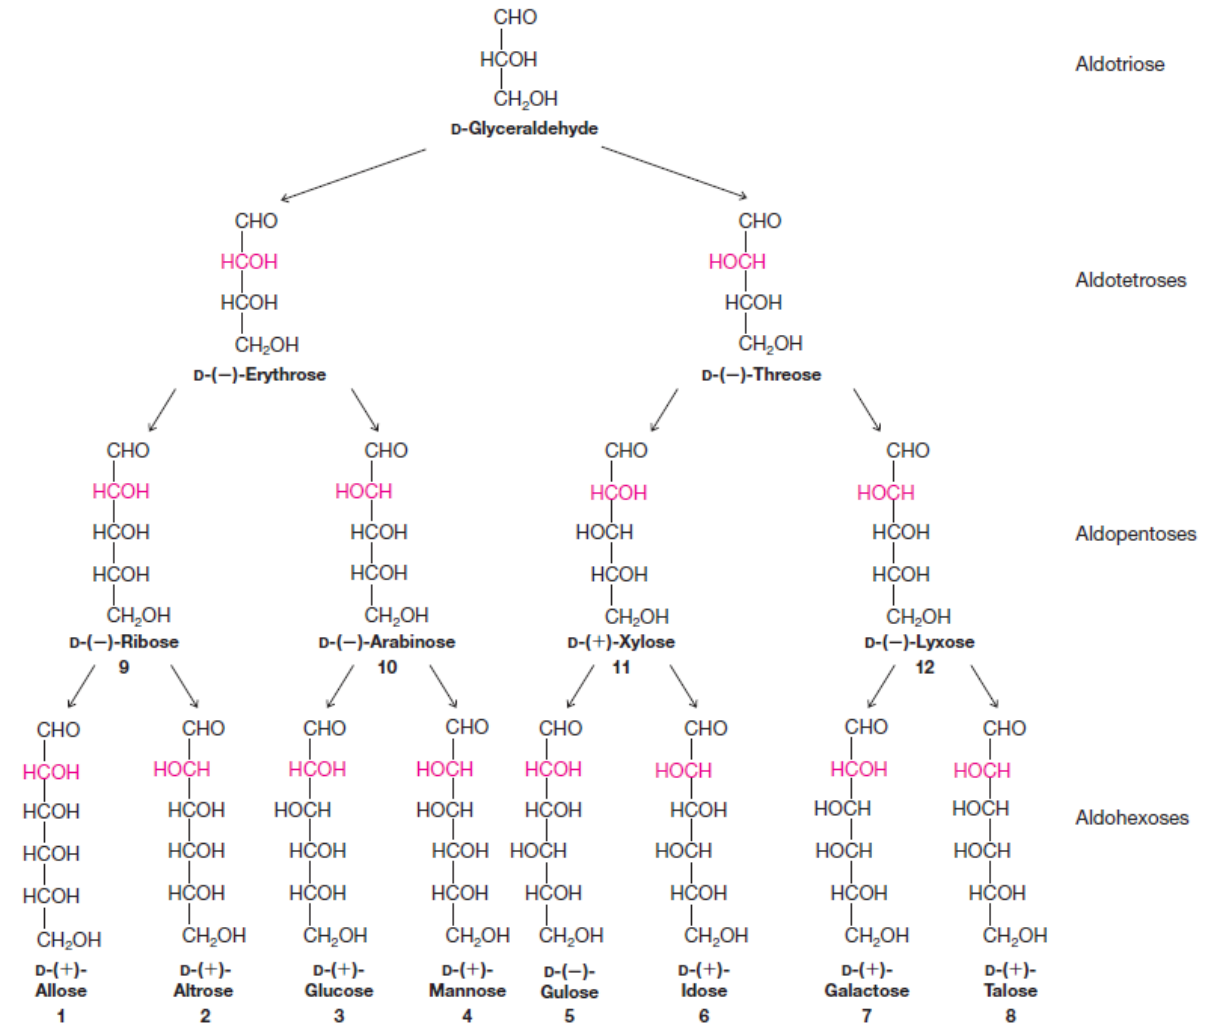 CHO
HCOH
Aldotriose
CH₂OH
D-Glyceraldehyde
CHO CHO
HCOH HOCH
Aldotetroses
HCOH HCOH
CH₂OH CH₂OH
D-(−)-Erythrose D-(−)-Threose
CHO CHO CHO CHO
HCOH HOCH HCOH HOCH
HCOH HCOH HOCH HCOH Aldopentoses
HCOH HCOH HCOH HCOH
CH₂OH CH₂OH CH₂OH CH₂OH
D-(−)-Ribose D-(−)-Arabinose D-(+)-Xylose D-(−)-Lyxose
9 10 11 12
CHO CHO CHO CHO CHO CHO CHO CHO
HCOH HOCH HCOH HOCH HCOH HOCH HCOH HOCH
HCOH HCOH HOCH HOCH HCOH HCOH HOCH HOCH Aldohexoses
HCOH HCOH HCOH HCOH HOCH HOCH HOCH HOCH
HCOH HCOH HCOH HCOH HCOH HCOH HCOH HCOH
CH₂OH CH₂OH CH₂OH CH₂OH CH₂OH CH₂OH CH₂OH CH₂OH
D-(+)- D-(+)- D-(+)- D-(+)- D-(−)- D-(+)- D-(+)- D-(+)-
Allose Altrose Glucose Mannose Gulose Idose Galactose Talose
1 2 3 4 5 6 7 8